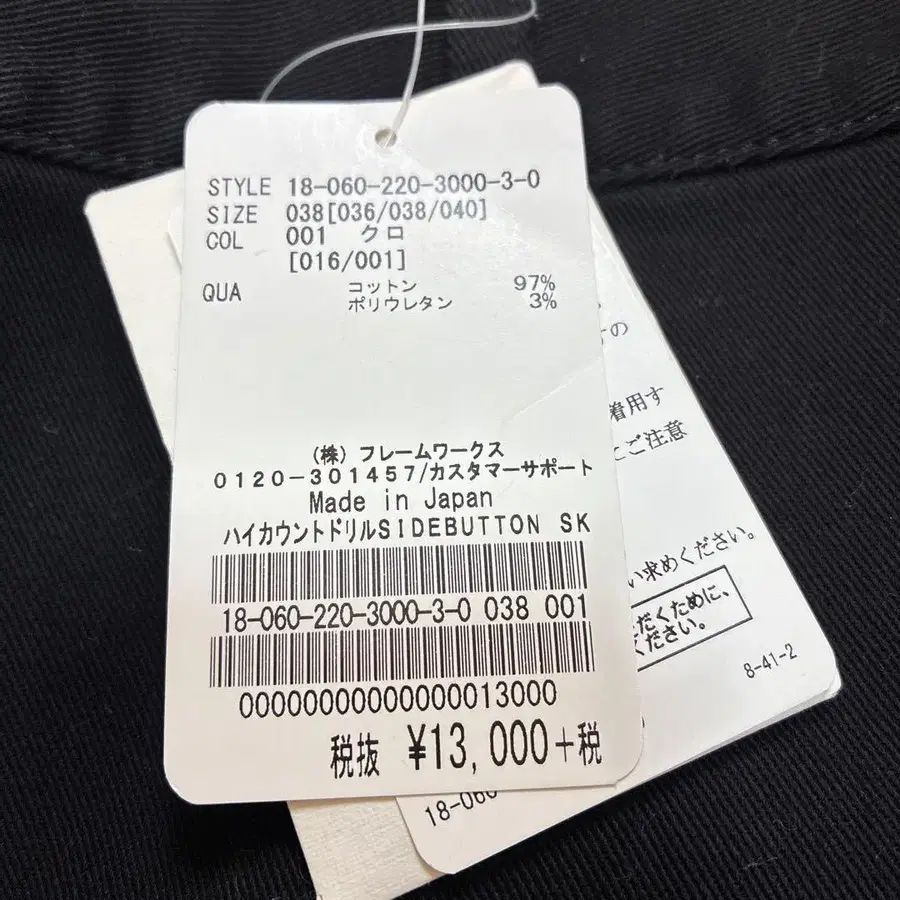 STYLE 18-060-220-3000-3-0
SIZE 038[036/038/040]
COL 001 クロ
[016/001]
QUA コットン 97%
ポリウレタン 3%
(株)フレームワークス
0120-301457/カスタマーサポート
Made in Japan
ハイカウントドリルSIDEBUTTON SK
18-060-220-3000-3-0 038 001
00000000000000013000
税抜 ¥13,000+税
の
着用す
にご注意
い求めください。
だくために、
ください。
8-41-2
18-060